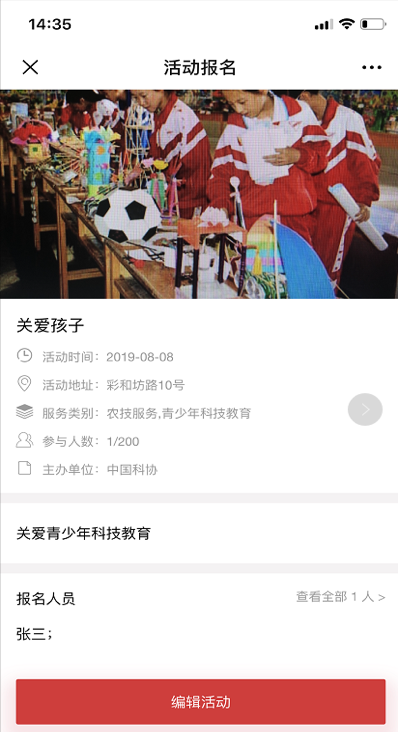 14:35
活动报名
关爱孩子
活动时间：2019-08-08
活动地址：彩和坊路10号
服务类别：农技服务,青少年科技教育
参与人数：1/200
主办单位：中国科协
关爱青少年科技教育
报名人员
查看全部 1 人 >
张三；
编辑活动